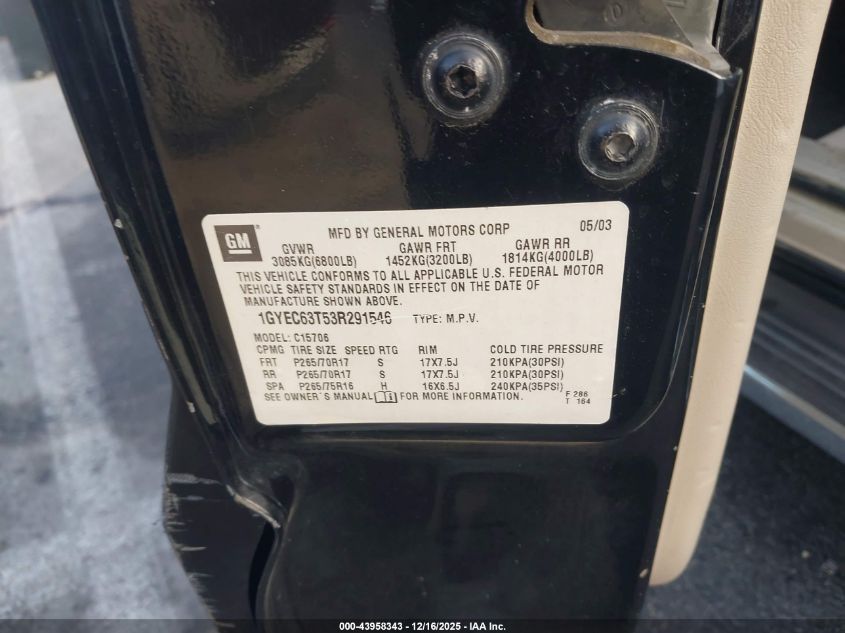 GM
MFD BY GENERAL MOTORS CORP 05/03
GVWR GAWR FRT GAWR RR
3085KG(6800LB) 1452KG(3200LB) 1814KG(4000LB)
THIS VEHICLE CONFORMS TO ALL APPLICABLE U.S. FEDERAL MOTOR
VEHICLE SAFETY STANDARDS IN EFFECT ON THE DATE OF
MANUFACTURE SHOWN ABOVE.
1GYEC63T53R291546 TYPE: M.P.V.
MODEL: C15706
CPMG TIRE SIZE SPEED RTG RIM COLD TIRE PRESSURE
FRT P265/70R17 S 17X7.5J 210KPA(30PSI)
RR P265/70R17 S 17X7.5J 210KPA(30PSI)
SPA P265/75R16 H 16X6.5J 240KPA(35PSI)
SEE OWNER'S MANUAL FOR MORE INFORMATION.
F 286
T 164
000-43958343 / 12/16/2025 - IAA Inc.